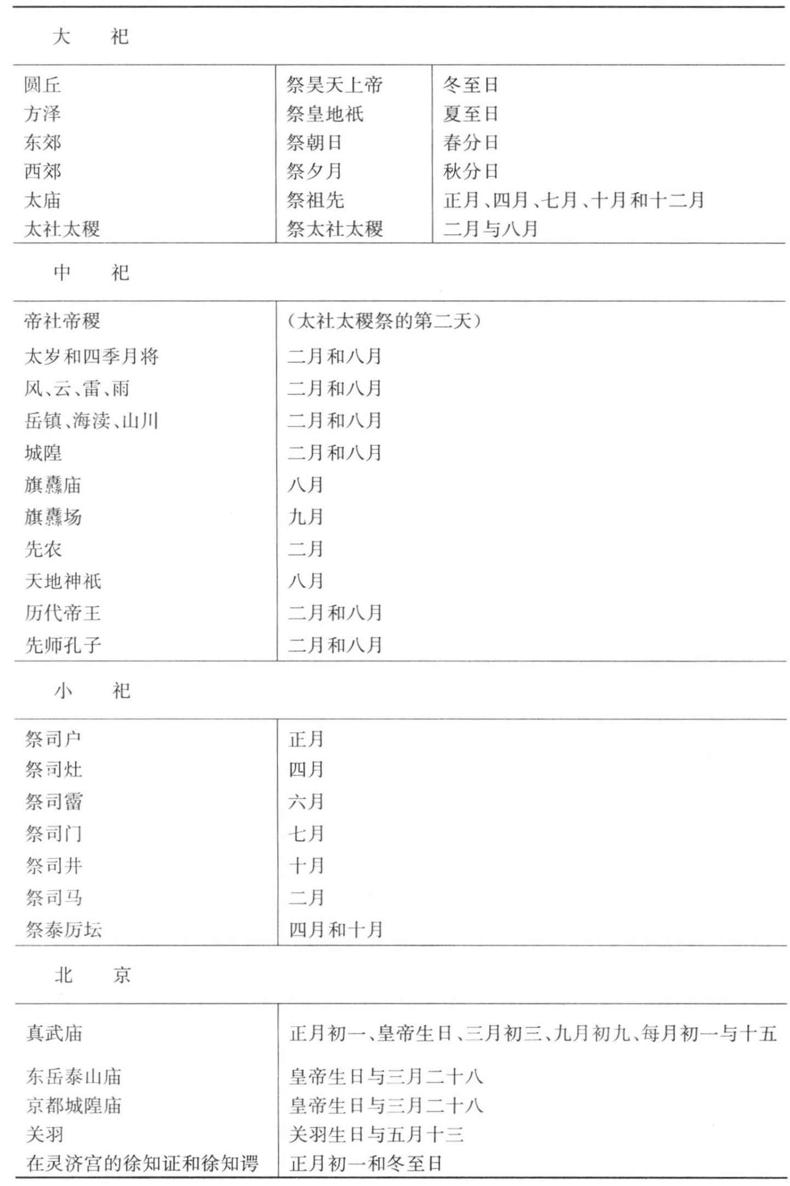 大 祀
圆丘 祭昊天上帝 冬至日
方泽 祭皇地祇 夏至日
东郊 祭朝日 春分日
西郊 祭夕月 秋分日
太庙 祭祖先 正月、四月、七月、十月和十二月
太社太稷 祭太社太稷 二月与八月
中 祀
帝社帝稷 (太社太稷祭的第二天)
太岁和四季月将 二月和八月
风、云、雷、雨 二月和八月
岳镇、海渎、山川 二月和八月
城隍 二月和八月
旗纛庙 八月
旗纛场 九月
先农 二月
天地神祇 八月
历代帝王 二月和八月
先师孔子 二月和八月
小 祀
祭司户 正月
祭司灶 四月
祭司霤 六月
祭司门 七月
祭司井 十月
祭司马 二月
祭泰厉坛 四月和十月
北 京
真武庙 正月初一、皇帝生日、三月初三、九月初九、每月初一与十五
东岳泰山庙 皇帝生日与三月二十八
京都城隍庙 皇帝生日与三月二十八
关羽 关羽生日与五月十三
在灵济宫的徐知证和徐知谔 正月初一和冬至日